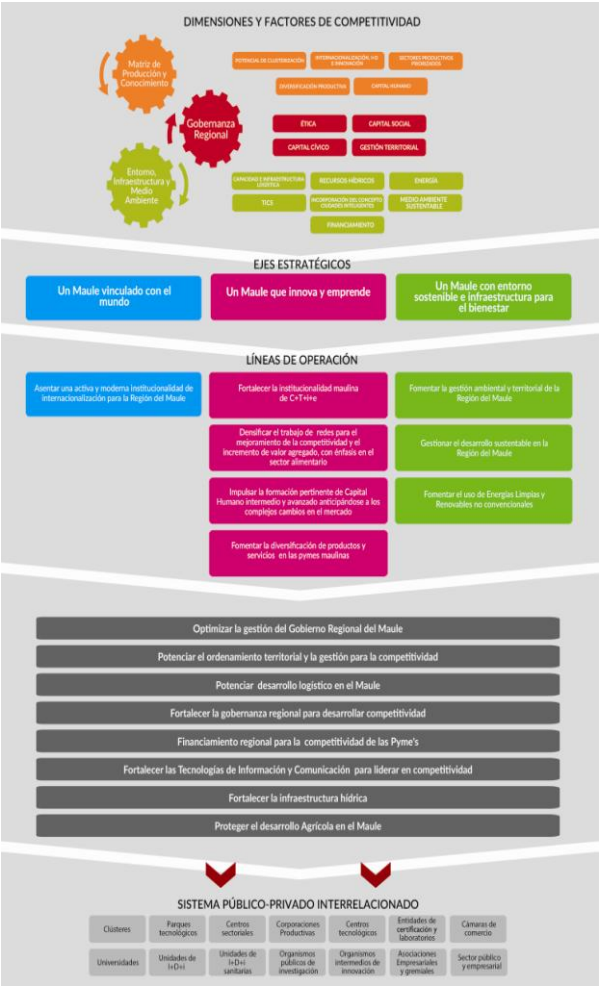 DIMENSIONES Y FACTORES DE COMPETITIVIDAD
Matriz de
Producción y
Conocimiento
POTENCIAL DE CLUSTERIZACIÓN
INTERNACIONALIZACIÓN, I+D
E INNOVACIÓN
SECTORES PRODUCTIVOS
PRIORIZADOS
DIVERSIFICACIÓN PRODUCTIVA
CAPITAL HUMANO
Gobernanza
Regional
ÉTICA
CAPITAL SOCIAL
CAPITAL CÍVICO
GESTIÓN TERRITORIAL
Entorno,
Infraestructura y
Medio
Ambiente
CAPACIDAD E INFRAESTRUCTURA
LOGÍSTICA
RECURSOS HÍDRICOS
ENERGÍA
TICS
INCORPORACIÓN DEL CONCEPTO
CIUDADES INTELIGENTES
MEDIO AMBIENTE
SUSTENTABLE
FINANCIAMIENTO
EJES ESTRATÉGICOS
Un Maule vinculado con el
mundo
Un Maule que innova y emprende
Un Maule con entorno
sostenible e infraestructura para
el bienestar
LÍNEAS DE OPERACIÓN
Asentar una activa y moderna institucionalidad de
internacionalización para la Región del Maule
Fortalecer la institucionalidad maulina
de C+T+i+e
Fomentar la gestión ambiental y territorial de la
Región del Maule
Densificar el trabajo de redes para el
mejoramiento de la competitividad y el
incremento de valor agregado, con énfasis en el
sector alimentario
Gestionar el desarrollo sustentable en la
Región del Maule
Impulsar la formación pertinente de Capital
Humano intermedio y avanzado anticipándose a los
complejos cambios en el mercado
Fomentar el uso de Energías Limpias y
Renovables no convencionales
Fomentar la diversificación de productos y
servicios en las pymes maulinas
Optimizar la gestión del Gobierno Regional del Maule
Potenciar el ordenamiento territorial y la gestión para la competitividad
Potenciar desarrollo logístico en el Maule
Fortalecer la gobernanza regional para desarrollar competitividad
Financiamiento regional para la competitividad de las Pyme's
Fortalecer las Tecnologías de Información y Comunicación para liderar en competitividad
Fortalecer la infraestructura hídrica
Proteger el desarrollo Agrícola en el Maule
SISTEMA PÚBLICO-PRIVADO INTERRELACIONADO
Clústeres
Parques
tecnológicos
Centros
sectoriales
Corporaciones
Productivas
Centros
tecnológicos
Entidades de
certificación y
laboratorios
Cámaras de
comercio
Universidades
Unidades de
I+D+i
Unidades de
I+D+i
sanitarias
Organismos
públicos de
investigación
Organismos
intermedios de
innovación
Asociaciones
Empresariales
y gremiales
Sector público
y empresarial